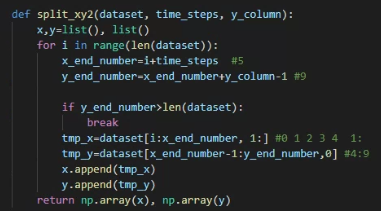 def split_xy2(dataset, time_steps, y_column):
    x,y=list(), list()
    for i in range(len(dataset)):
        x_end_number=i+time_steps  #5
        y_end_number=x_end_number+y_column-1 #9

        if y_end_number>len(dataset):
            break
        tmp_x=dataset[i:x_end_number, 1:] #0 1 2 3 4  1:
        tmp_y=dataset[x_end_number-1:y_end_number,0] #4:9
        x.append(tmp_x)
        y.append(tmp_y)
    return np.array(x), np.array(y)